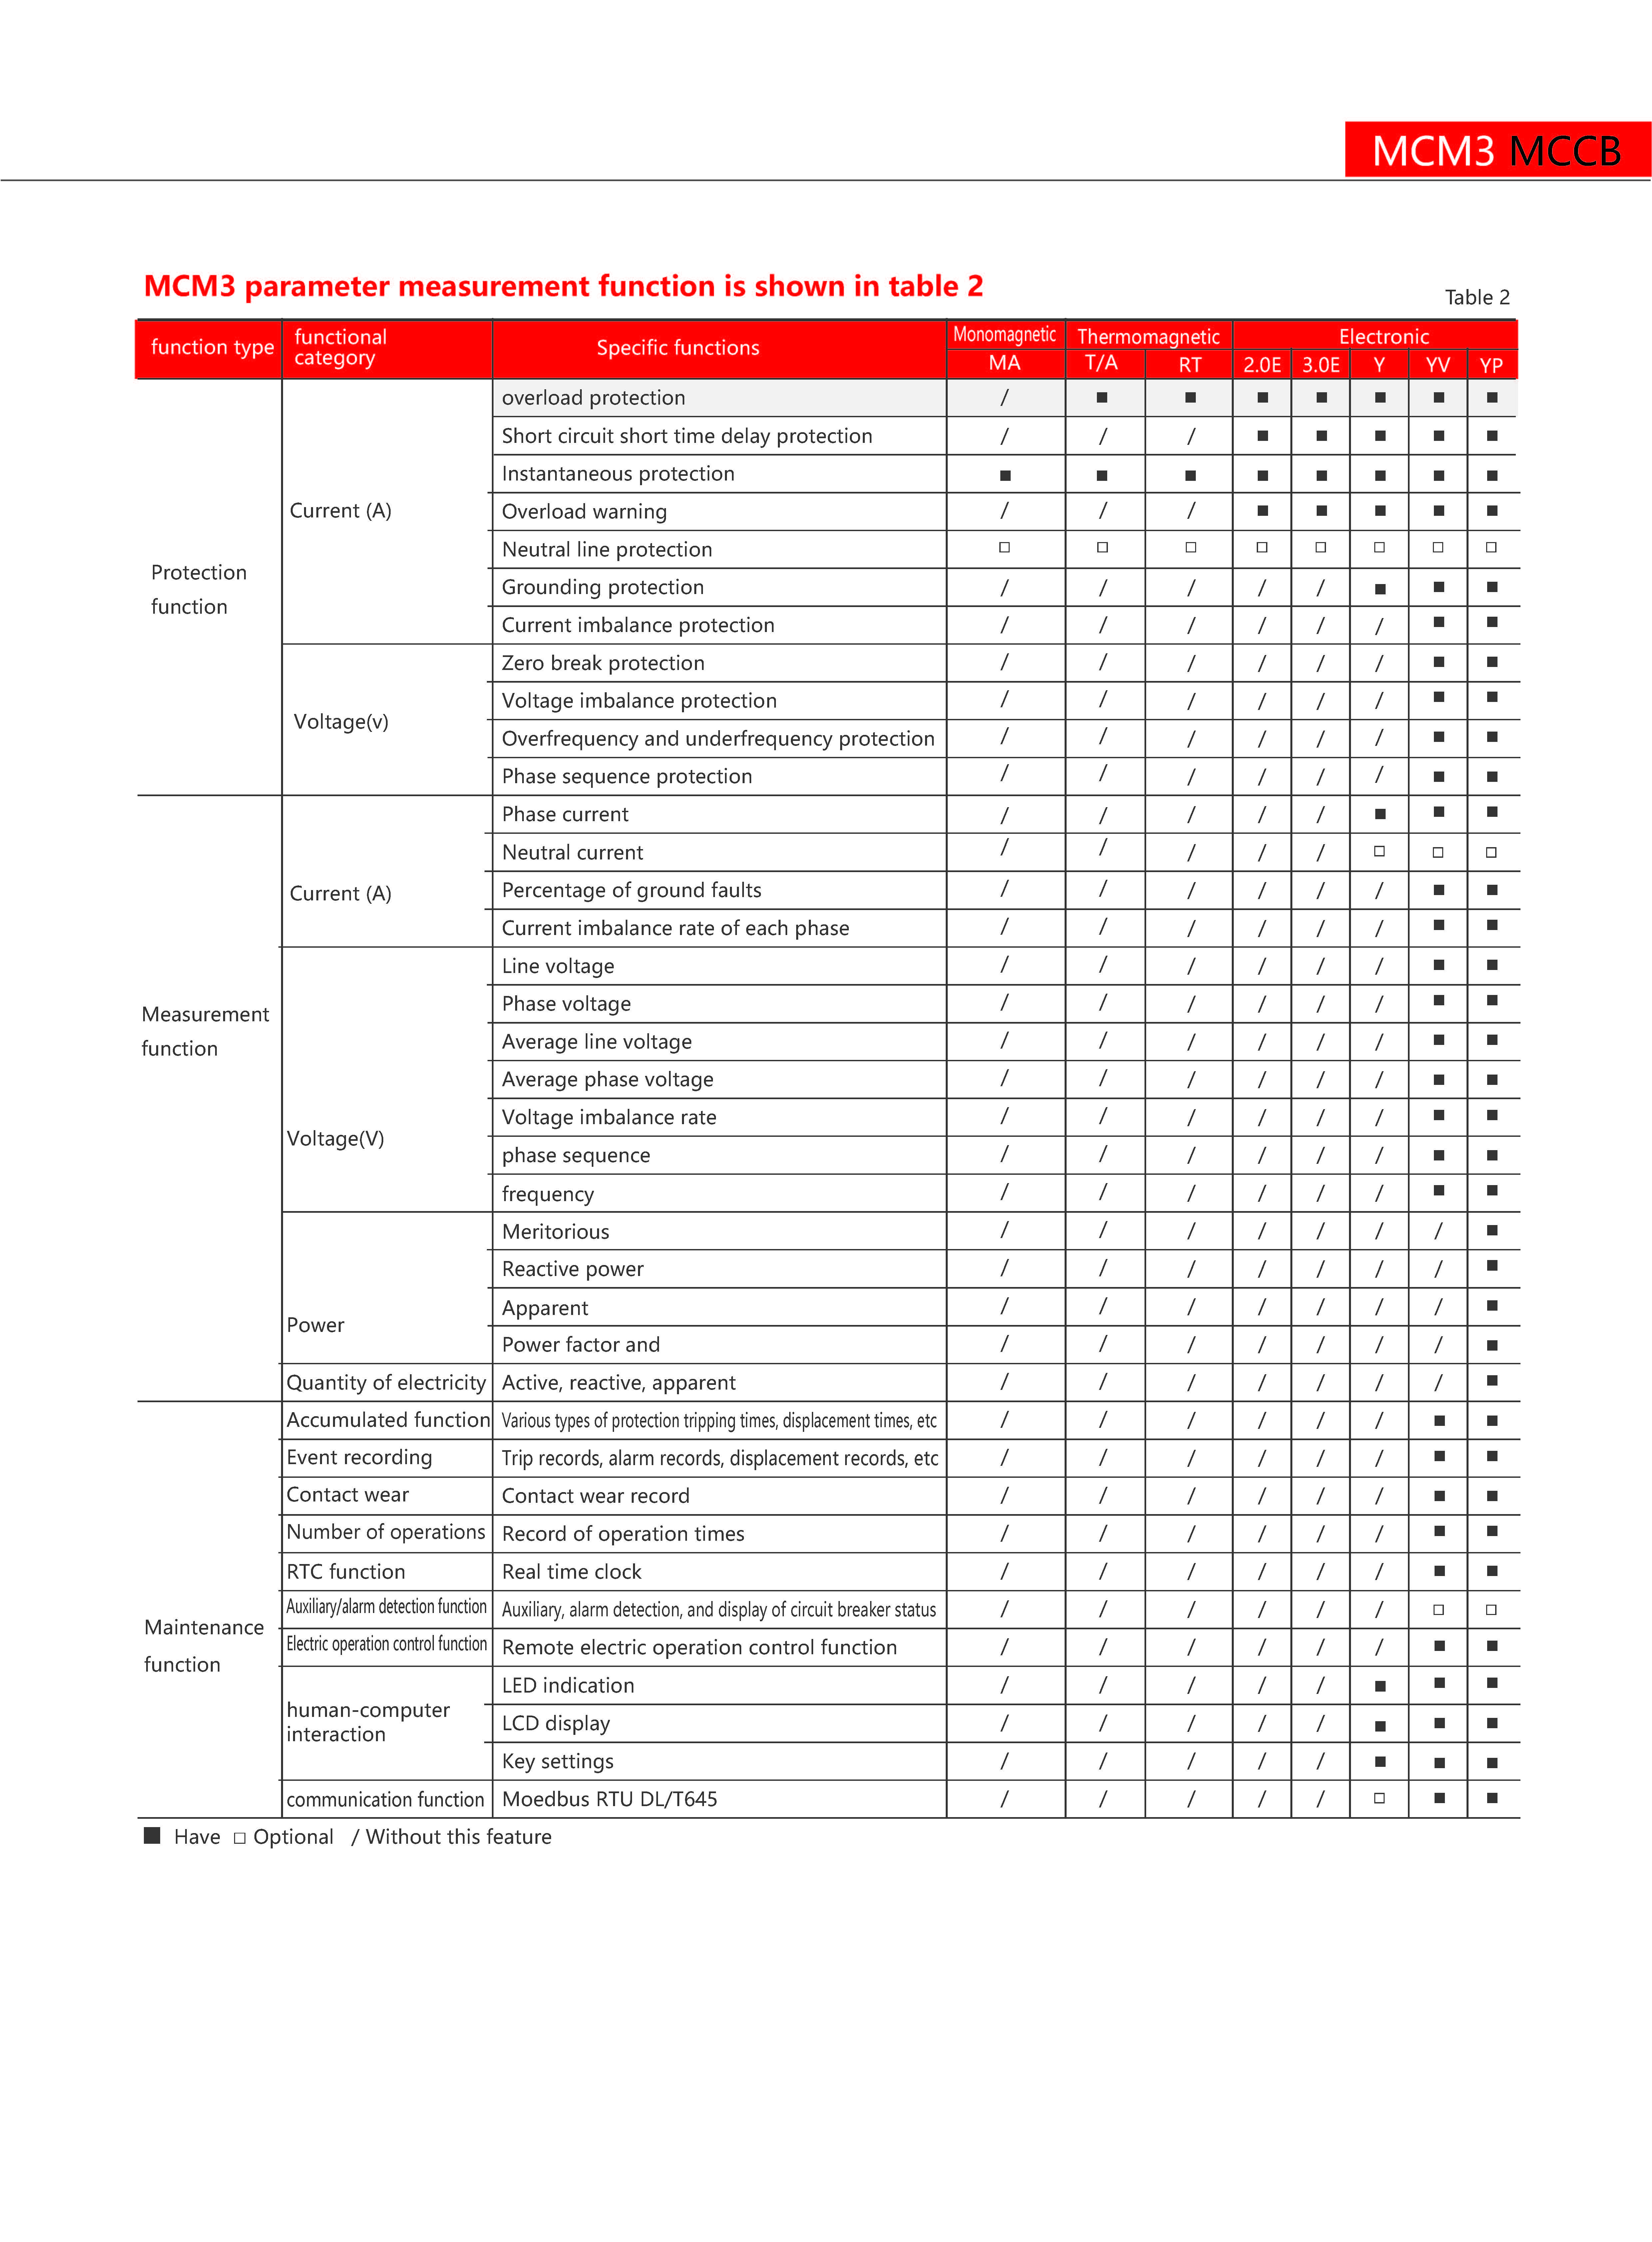 MCM3 MCCB
MCM3 parameter measurement function is shown in table 2
Table 2
function type functional category Specific functions Monomagnetic Thermomagnetic Electronic
MA T/A RT 2.0E 3.0E Y YV YP
Protection function
Current (A)
overload protection / ■ ■ ■ ■ ■ ■ ■
Short circuit short time delay protection / / / ■ ■ ■ ■ ■
Instantaneous protection ■ ■ ■ ■ ■ ■ ■ ■
Overload warning / / / ■ ■ ■ ■ ■
Neutral line protection □ □ □ □ □ □ □ □
Grounding protection / / / / / ■ ■ ■
Current imbalance protection / / / / / / ■ ■
Voltage(v)
Zero break protection / / / / / / ■ ■
Voltage imbalance protection / / / / / / ■ ■
Overfrequency and underfrequency protection / / / / / / ■ ■
Phase sequence protection / / / / / / ■ ■
Measurement function
Current (A)
Phase current / / / / / ■ ■ ■
Neutral current / / / / / □ □ □
Percentage of ground faults / / / / / / ■ ■
Current imbalance rate of each phase / / / / / / ■ ■
Voltage(V)
Line voltage / / / / / / ■ ■
Phase voltage / / / / / / ■ ■
Average line voltage / / / / / / ■ ■
Average phase voltage / / / / / / ■ ■
Voltage imbalance rate / / / / / / ■ ■
phase sequence / / / / / / ■ ■
frequency / / / / / / ■ ■
Power
Meritorious / / / / / / / ■
Reactive power / / / / / / / ■
Apparent / / / / / / / ■
Power factor and / / / / / / / ■
Quantity of electricity Active, reactive, apparent / / / / / / / ■
Maintenance function
Accumulated function Various types of protection tripping times, displacement times, etc / / / / / / ■ ■
Event recording Trip records, alarm records, displacement records, etc / / / / / / ■ ■
Contact wear Contact wear record / / / / / / ■ ■
Number of operations Record of operation times / / / / / / ■ ■
RTC function Real time clock / / / / / / ■ ■
Auxiliary/alarm detection function Auxiliary, alarm detection, and display of circuit breaker status / / / / / / □ □
Electric operation control function Remote electric operation control function / / / / / / ■ ■
human-computer interaction
LED indication / / / / / ■ ■ ■
LCD display / / / / / ■ ■ ■
Key settings / / / / / ■ ■ ■
communication function Moedbus RTU DL/T645 / / / / / □ ■ ■
■ Have □ Optional / Without this feature